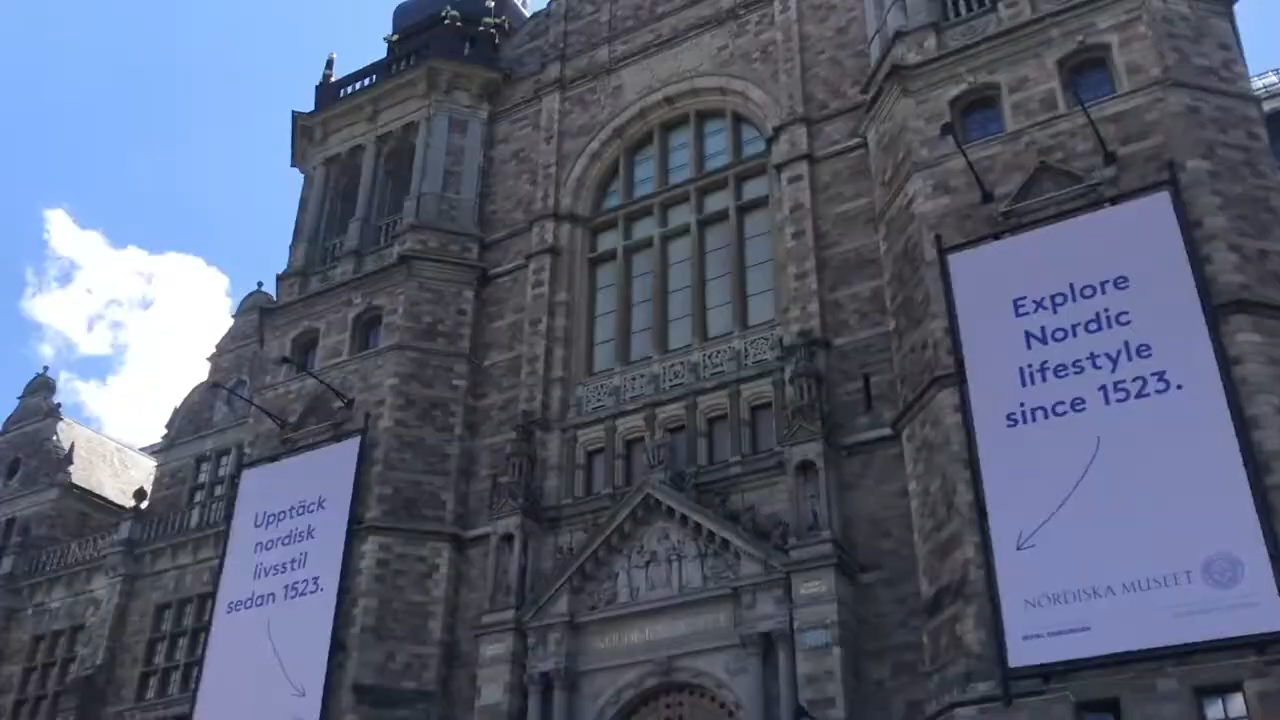 Upptäck
nordisk
livsstil
sedan 1523.
Explore
Nordic
lifestyle
since 1523.
NORDISKA MUSEET